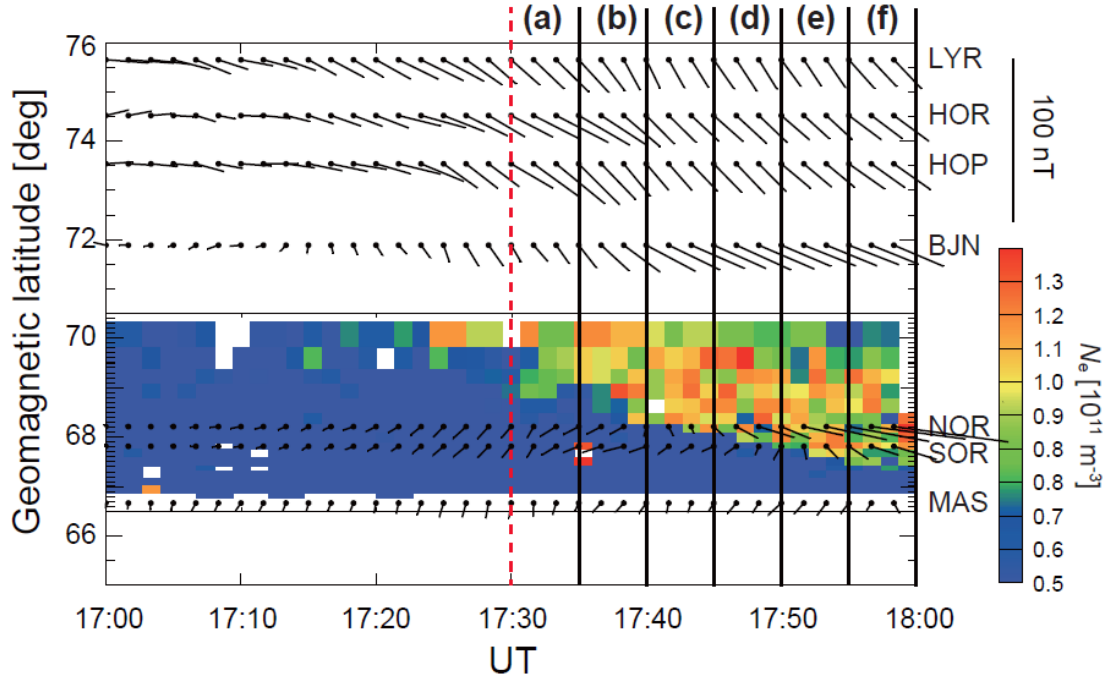 (a) (b) (c) (d) (e) (f)
76
LYR
HOR
74
HOP
100 nT
72
BJN
Geomagnetic latitude [deg]
70
1.3
1.2
1.1
1.0
0.9
0.8
0.7
0.6
0.5
Ne [10¹¹ m⁻³]
68
NOR
SOR
MAS
66
17:00 17:10 17:20 17:30 17:40 17:50 18:00
UT